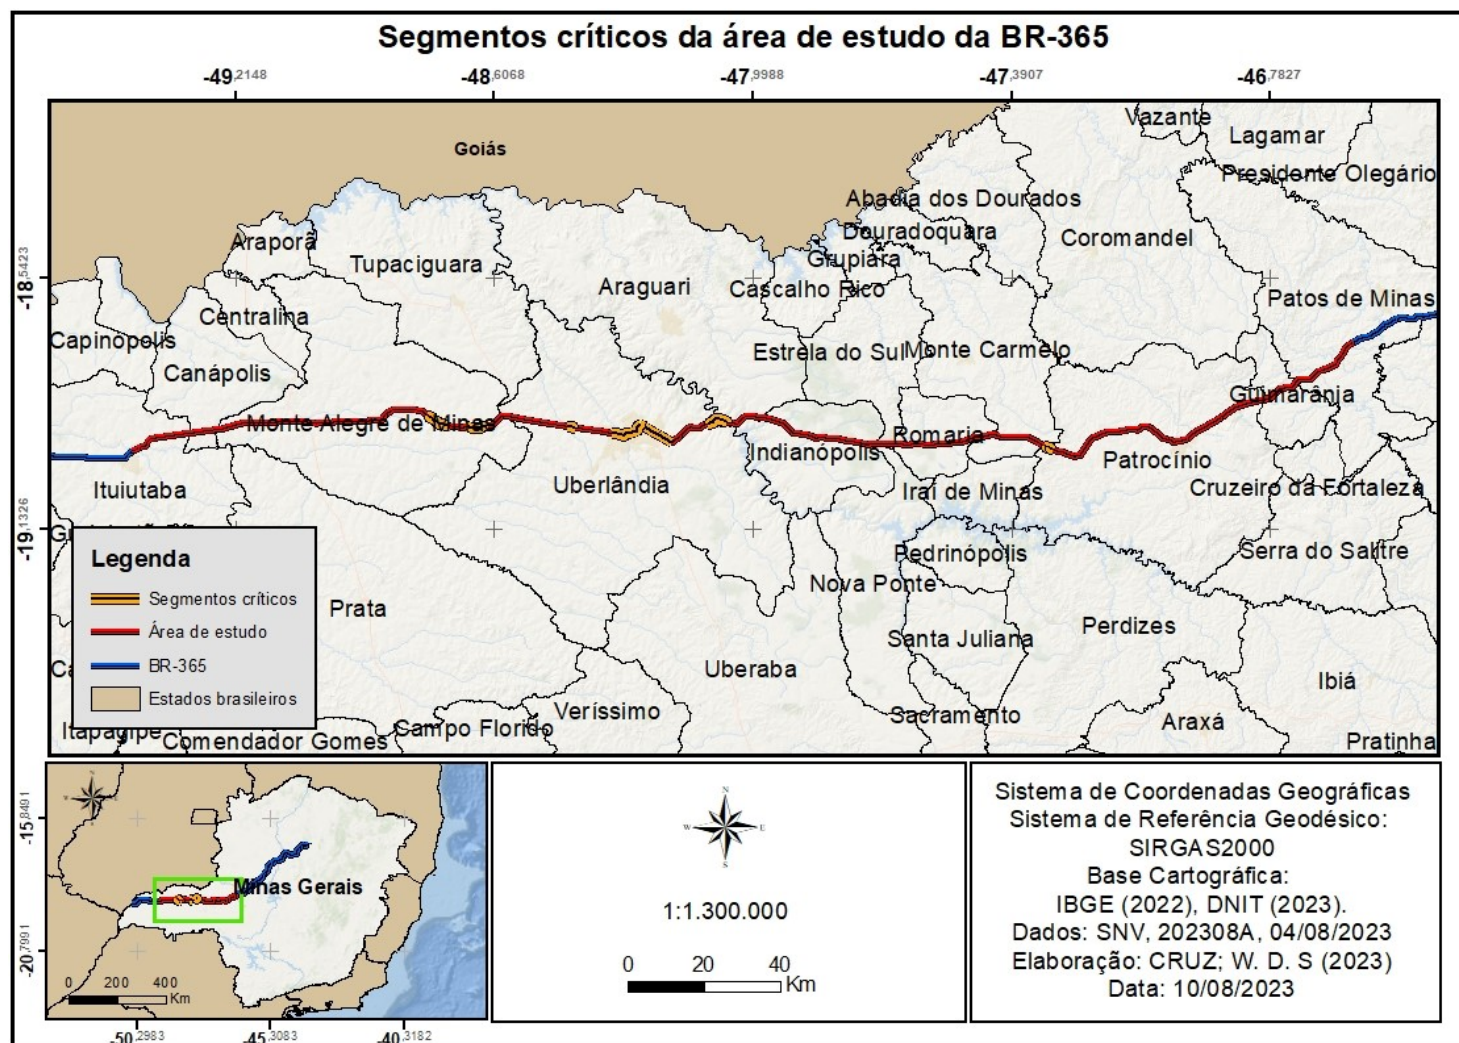 Segmentos críticos da área de estudo da BR-365
-49,2148 -48,6068 -47,9988 -47,3907 -46,7827
Vazante
Lagamar
Goiás
Presidente Olegário
Abadia dos Dourados
Douradoquara
Araporã
Coromandel
Tupaciguara
Grupiara
-18,5423
Araguari
Cascalho Rico
Patos de Minas
Centralina
Capinópolis
Estrela do Sul
Monte Carmelo
Canápolis
Guimarânia
Monte Alegre de Minas
Romaria
Indianópolis
Patrocínio
Ituiutaba
Uberlândia
Iraí de Minas
Cruzeiro da Fortaleza
-19,1326
Pedrinópolis
Serra do Salitre
Nova Ponte
Legenda
Segmentos críticos
Área de estudo
BR-365
Estados brasileiros
Prata
Santa Juliana
Perdizes
Uberaba
Ibiá
Veríssimo
Sacramento
Araxá
Campo Florido
Itapagipe
Comendador Gomes
Pratinha
-15,8491
-20,7991
N
W E
S
Minas Gerais
0 200 400
Km
-50,2983 -45,3083 -40,3182
N
W E
S
1:1.300.000
0 20 40
Km
Sistema de Coordenadas Geográficas
Sistema de Referência Geodésico:
SIRGAS2000
Base Cartográfica:
IBGE (2022), DNIT (2023).
Dados: SNV, 202308A, 04/08/2023
Elaboração: CRUZ; W. D. S (2023)
Data: 10/08/2023